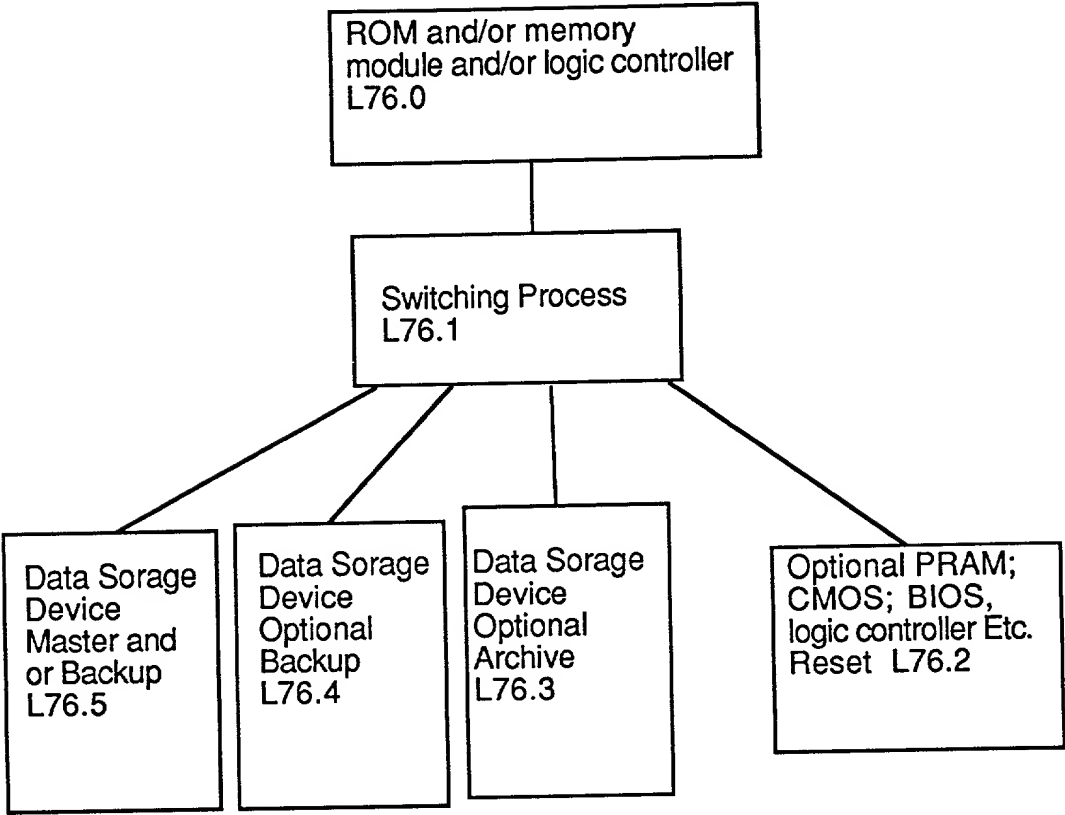 ROM and/or memory
module and/or logic controller
L76.0
Switching Process
L76.1
Data Sorage
Device
Master and
or Backup
L76.5
Data Sorage
Device
Optional
Backup
L76.4
Data Sorage
Device
Optional
Archive
L76.3
Optional PRAM;
CMOS; BIOS,
logic controller Etc.
Reset L76.2